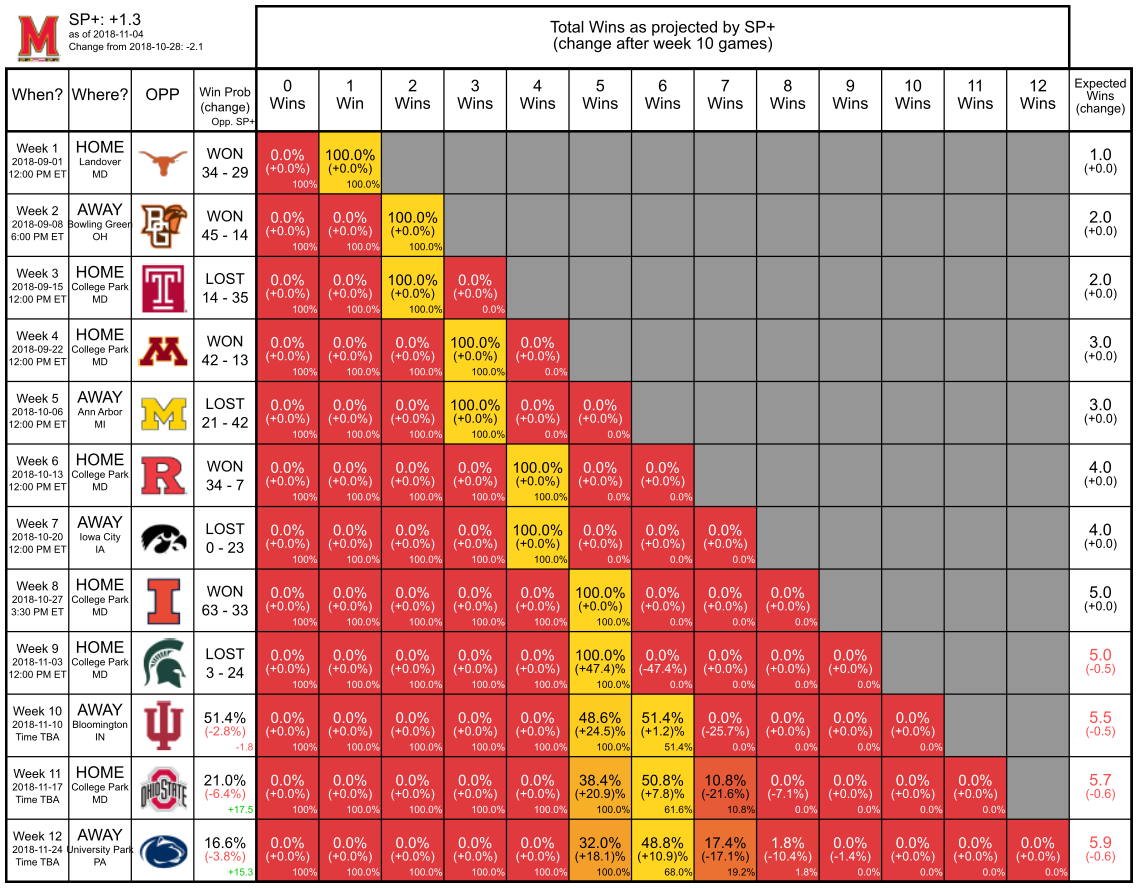 SP+: +1.3
as of 2018-11-04
Change from 2018-10-28: -2.1
M
Total Wins as projected by SP+
(change after week 10 games)
When? Where? OPP
Win Prob
(change)
Opp. SP+
0 Wins
1 Win
2 Wins
3 Wins
4 Wins
5 Wins
6 Wins
7 Wins
8 Wins
9 Wins
10 Wins
11 Wins
12 Wins
Expected
Wins
(change)
Week 1 HOME WON 0.0% 100.0% 1.0
2018-09-01 Landover 34 - 29 (+0.0%) (+0.0%) (+0.0)
12:00 PM ET MD 100% 100.0%
Week 2 AWAY BG WON 0.0% 0.0% 100.0% 2.0
2018-09-08 Bowling Green 45 - 14 (+0.0%) (+0.0%) (+0.0%) (+0.0)
6:00 PM ET OH 100% 100.0% 100.0%
Week 3 HOME T LOST 0.0% 0.0% 100.0% 0.0% 2.0
2018-09-15 College Park 14 - 35 (+0.0%) (+0.0%) (+0.0%) (+0.0%) (+0.0)
12:00 PM ET MD 100% 100.0% 100.0% 0.0%
Week 4 HOME M WON 0.0% 0.0% 0.0% 100.0% 0.0% 3.0
2018-09-22 College Park 42 - 13 (+0.0%) (+0.0%) (+0.0%) (+0.0%) (+0.0%) (+0.0)
12:00 PM ET MD 100% 100.0% 100.0% 100.0% 0.0%
Week 5 AWAY M LOST 0.0% 0.0% 0.0% 100.0% 0.0% 0.0% 3.0
2018-10-06 Ann Arbor 21 - 42 (+0.0%) (+0.0%) (+0.0%) (+0.0%) (+0.0%) (+0.0%) (+0.0)
12:00 PM ET MI 100% 100.0% 100.0% 100.0% 0.0% 0.0%
Week 6 HOME R WON 0.0% 0.0% 0.0% 0.0% 100.0% 0.0% 0.0% 4.0
2018-10-13 College Park 34 - 7 (+0.0%) (+0.0%) (+0.0%) (+0.0%) (+0.0%) (+0.0%) (+0.0%) (+0.0)
12:00 PM ET MD 100% 100.0% 100.0% 100.0% 100.0% 0.0% 0.0%
Week 7 AWAY LOST 0.0% 0.0% 0.0% 0.0% 100.0% 0.0% 0.0% 0.0% 4.0
2018-10-20 Iowa City 0 - 23 (+0.0%) (+0.0%) (+0.0%) (+0.0%) (+0.0%) (+0.0%) (+0.0%) (+0.0%) (+0.0)
12:00 PM ET IA 100% 100.0% 100.0% 100.0% 100.0% 0.0% 0.0% 0.0%
Week 8 HOME I WON 0.0% 0.0% 0.0% 0.0% 0.0% 100.0% 0.0% 0.0% 0.0% 5.0
2018-10-27 College Park 63 - 33 (+0.0%) (+0.0%) (+0.0%) (+0.0%) (+0.0%) (+0.0%) (+0.0%) (+0.0%) (+0.0%) (+0.0)
3:30 PM ET MD 100% 100.0% 100.0% 100.0% 100.0% 100.0% 0.0% 0.0% 0.0%
Week 9 HOME LOST 0.0% 0.0% 0.0% 0.0% 0.0% 100.0% 0.0% 0.0% 0.0% 0.0% 5.0
2018-11-03 College Park 3 - 24 (+0.0%) (+0.0%) (+0.0%) (+0.0%) (+0.0%) (+47.4)% (-47.4% (+0.0%) (+0.0%) (+0.0%) (-0.5)
12:00 PM ET MD 100% 100.0% 100.0% 100.0% 100.0% 100.0% 0.0% 0.0% 0.0% 0.0%
Week 10 AWAY 51.4% 0.0% 0.0% 0.0% 0.0% 0.0% 48.6% 51.4% 0.0% 0.0% 0.0% 0.0% 5.5
2018-11-10 Bloomington (-2.8%) (+0.0%) (+0.0%) (+0.0%) (+0.0%) (+0.0%) (+24.5)% (+1.2)% (-25.7%) (+0.0%) (+0.0%) (+0.0%) (-0.5)
Time TBA IN -1.8 100% 100.0% 100.0% 100.0% 100.0% 100.0% 51.4% 0.0% 0.0% 0.0% 0.0%
Week 11 HOME OHIO STATE 21.0% 0.0% 0.0% 0.0% 0.0% 0.0% 38.4% 50.8% 10.8% 0.0% 0.0% 0.0% 0.0% 5.7
2018-11-17 College Park (-6.4%) (+0.0%) (+0.0%) (+0.0%) (+0.0%) (+0.0%) (+20.9)% (+7.8)% (-21.6%) (-7.1%) (+0.0%) (+0.0%) (+0.0%) (-0.6)
Time TBA MD +17.5 100% 100.0% 100.0% 100.0% 100.0% 100.0% 61.6% 10.8% 0.0% 0.0% 0.0% 0.0%
Week 12 AWAY 16.6% 0.0% 0.0% 0.0% 0.0% 0.0% 32.0% 48.8% 17.4% 1.8% 0.0% 0.0% 0.0% 0.0% 5.9
2018-11-24 University Park (-3.8%) (+0.0%) (+0.0%) (+0.0%) (+0.0%) (+0.0%) (+18.1)% (+10.9)% (-17.1%) (-10.4%) (-1.4%) (+0.0%) (+0.0%) (+0.0%) (-0.6)
Time TBA PA +15.3 100% 100.0% 100.0% 100.0% 100.0% 100.0% 68.0% 19.2% 1.8% 0.0% 0.0% 0.0% 0.0%